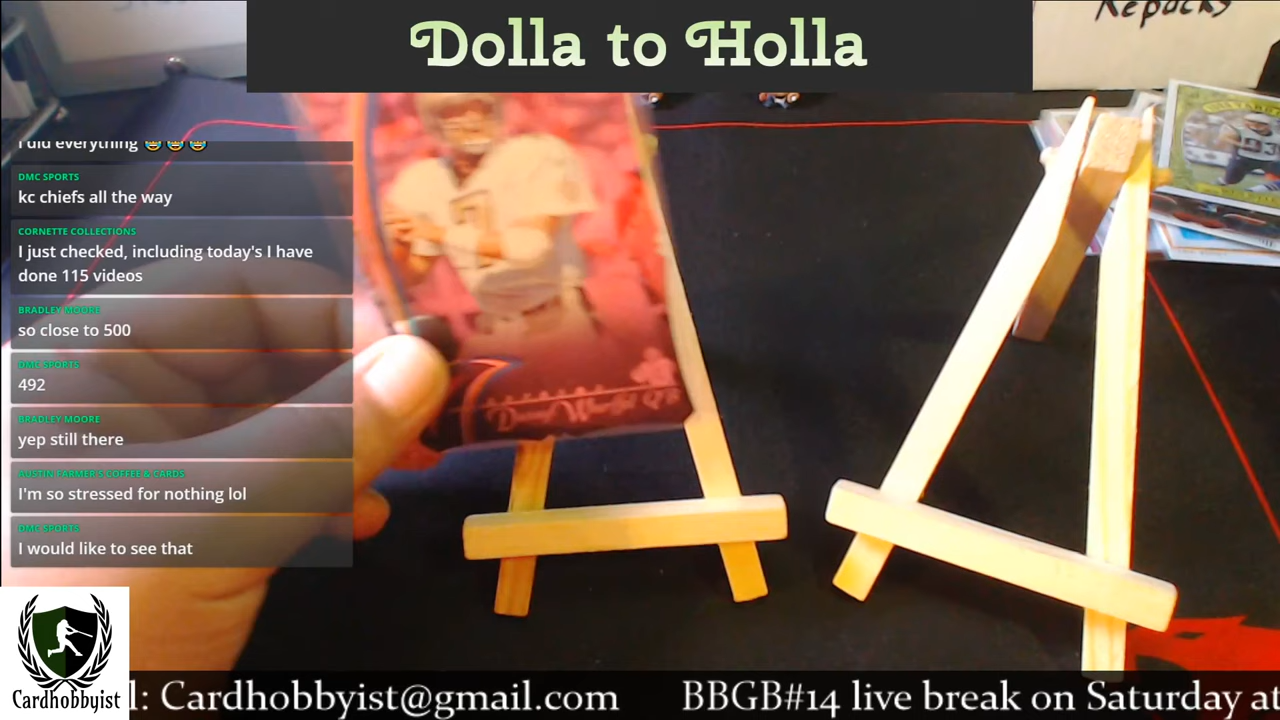 Dolla to Holla
Repacks
I did everything 😂😂😂
DMC SPORTS
kc chiefs all the way
CORNETTE COLLECTIONS
I just checked, including today's I have
done 115 videos
BRADLEY MOORE
so close to 500
DMC SPORTS
492
BRADLEY MOORE
yep still there
AUSTIN FARMER'S COFFEE & CARDS
I'm so stressed for nothing lol
DMC SPORTS
I would like to see that
Cardhobbyist
l: Cardhobbyist@gmail.com
BBGB#14 live break on Saturday at